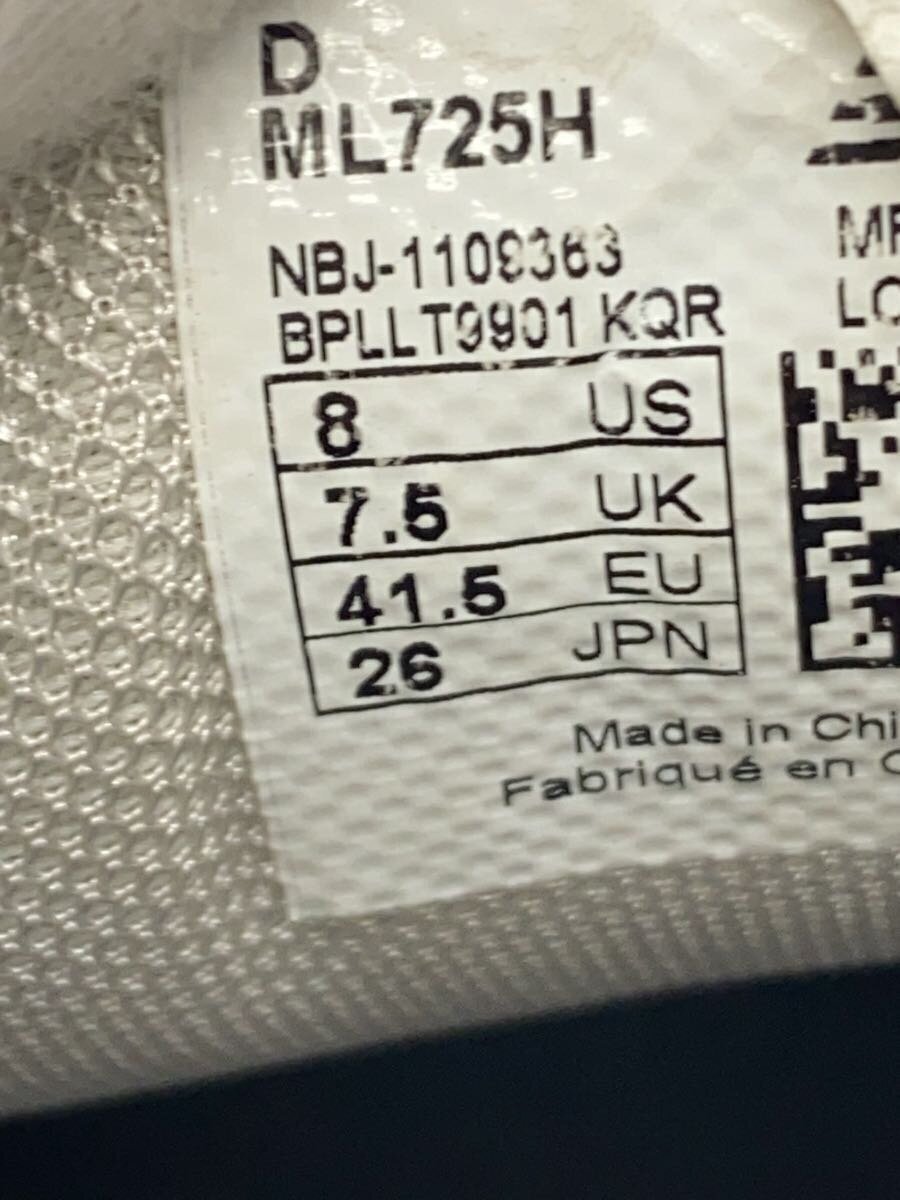 D
ML725H
NBJ-1109363
BPLLT9901 KQR
8 US
7.5 UK
41.5 EU
26 JPN
Made in Chi
Fabriqué en C